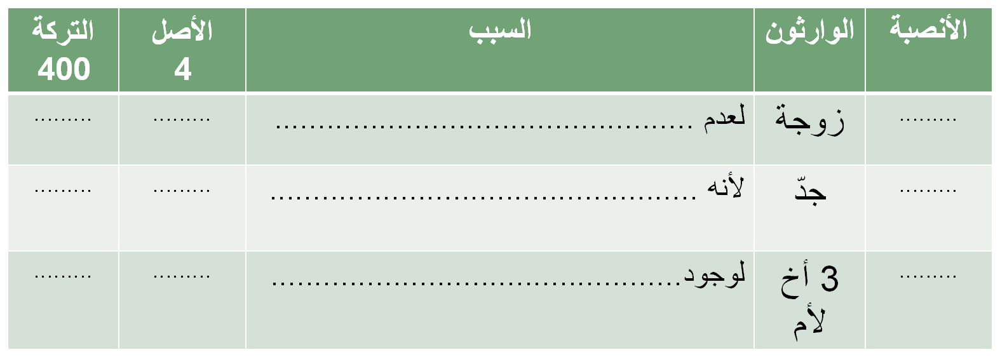 الأنصبة
الوارثون
السبب
الأصل
4
التركة
400
.........
زوجة
لعدم ................................................
.........
.........
.........
جدّ
لأنه .................................................
.........
.........
.........
3 أخ
لأم
لوجود...............................................
.........
.........